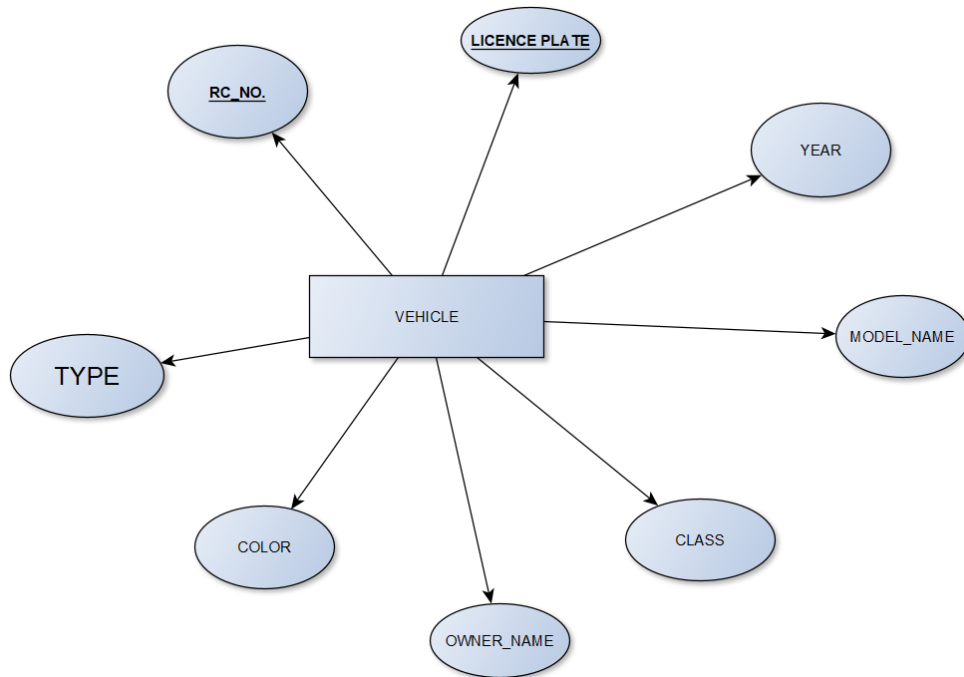 LICENCE PLATE
RC_NO.
YEAR
VEHICLE
MODEL_NAME
TYPE
COLOR
CLASS
OWNER_NAME